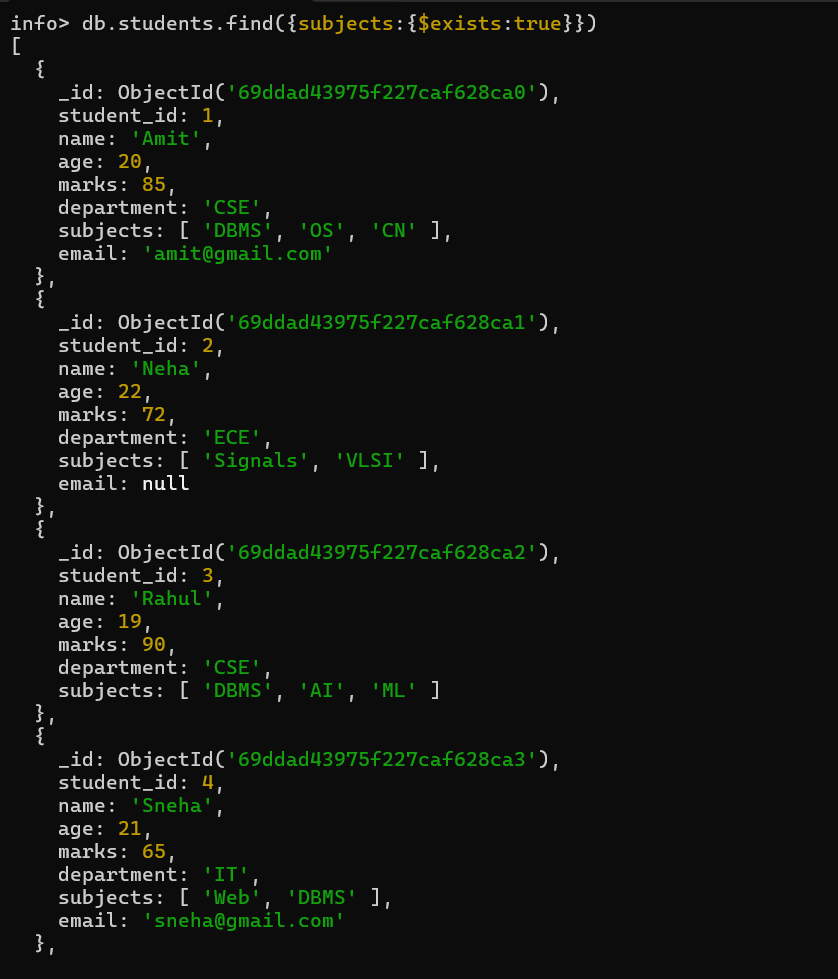 info> db.students.find({subjects:{$exists:true}})
[
  {
    _id: ObjectId('69ddad43975f227caf628ca0'),
    student_id: 1,
    name: 'Amit',
    age: 20,
    marks: 85,
    department: 'CSE',
    subjects: [ 'DBMS', 'OS', 'CN' ],
    email: 'amit@gmail.com'
  },
  {
    _id: ObjectId('69ddad43975f227caf628ca1'),
    student_id: 2,
    name: 'Neha',
    age: 22,
    marks: 72,
    department: 'ECE',
    subjects: [ 'Signals', 'VLSI' ],
    email: null
  },
  {
    _id: ObjectId('69ddad43975f227caf628ca2'),
    student_id: 3,
    name: 'Rahul',
    age: 19,
    marks: 90,
    department: 'CSE',
    subjects: [ 'DBMS', 'AI', 'ML' ]
  },
  {
    _id: ObjectId('69ddad43975f227caf628ca3'),
    student_id: 4,
    name: 'Sneha',
    age: 21,
    marks: 65,
    department: 'IT',
    subjects: [ 'Web', 'DBMS' ],
    email: 'sneha@gmail.com'
  },